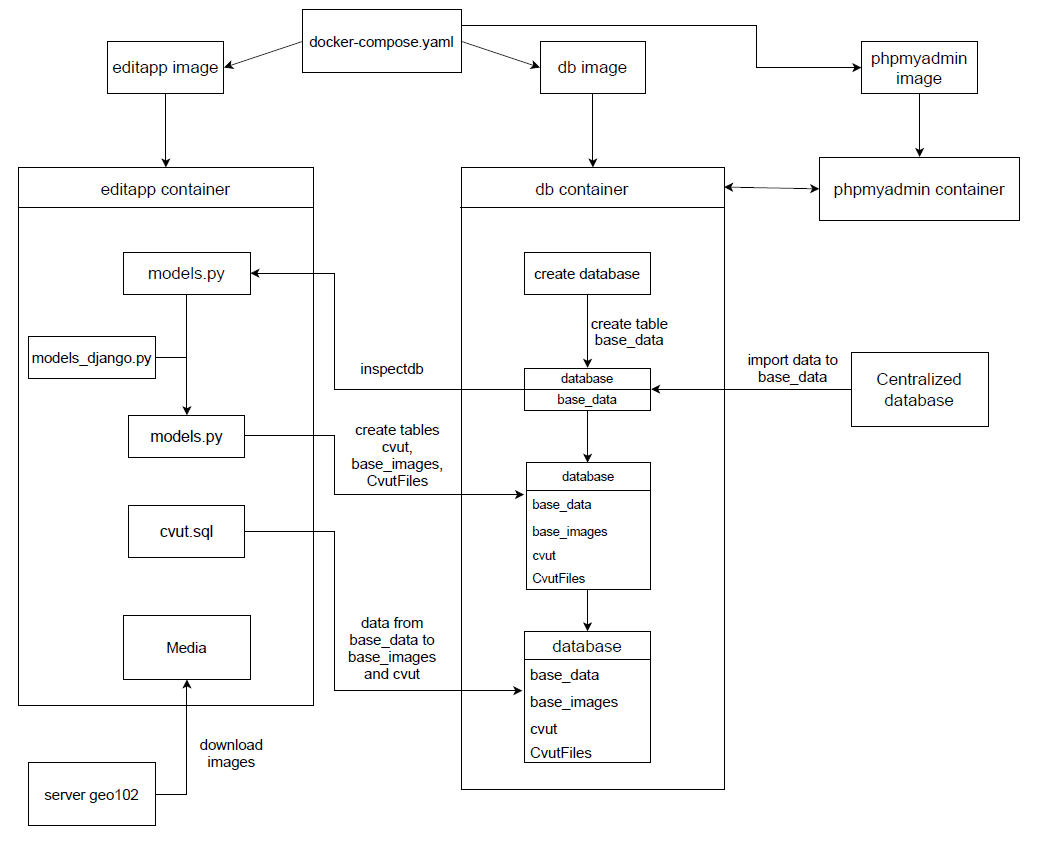 docker-compose.yaml
editapp image
db image
phpmyadmin
image
editapp container
db container
phpmyadmin container
models.py
create database
create table
base_data
models_django.py
inspectdb
database
base_data
import data to
base_data
Centralized
database
models.py
create tables
cvut,
base_images,
CvutFiles
database
base_data
base_images
cvut
CvutFiles
cvut.sql
data from
base_data to
base_images
and cvut
Media
database
base_data
base_images
cvut
CvutFiles
download
images
server geo102